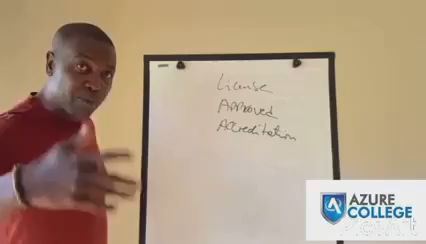 License
Approved
Accreditation
AZURE
COLLEGE